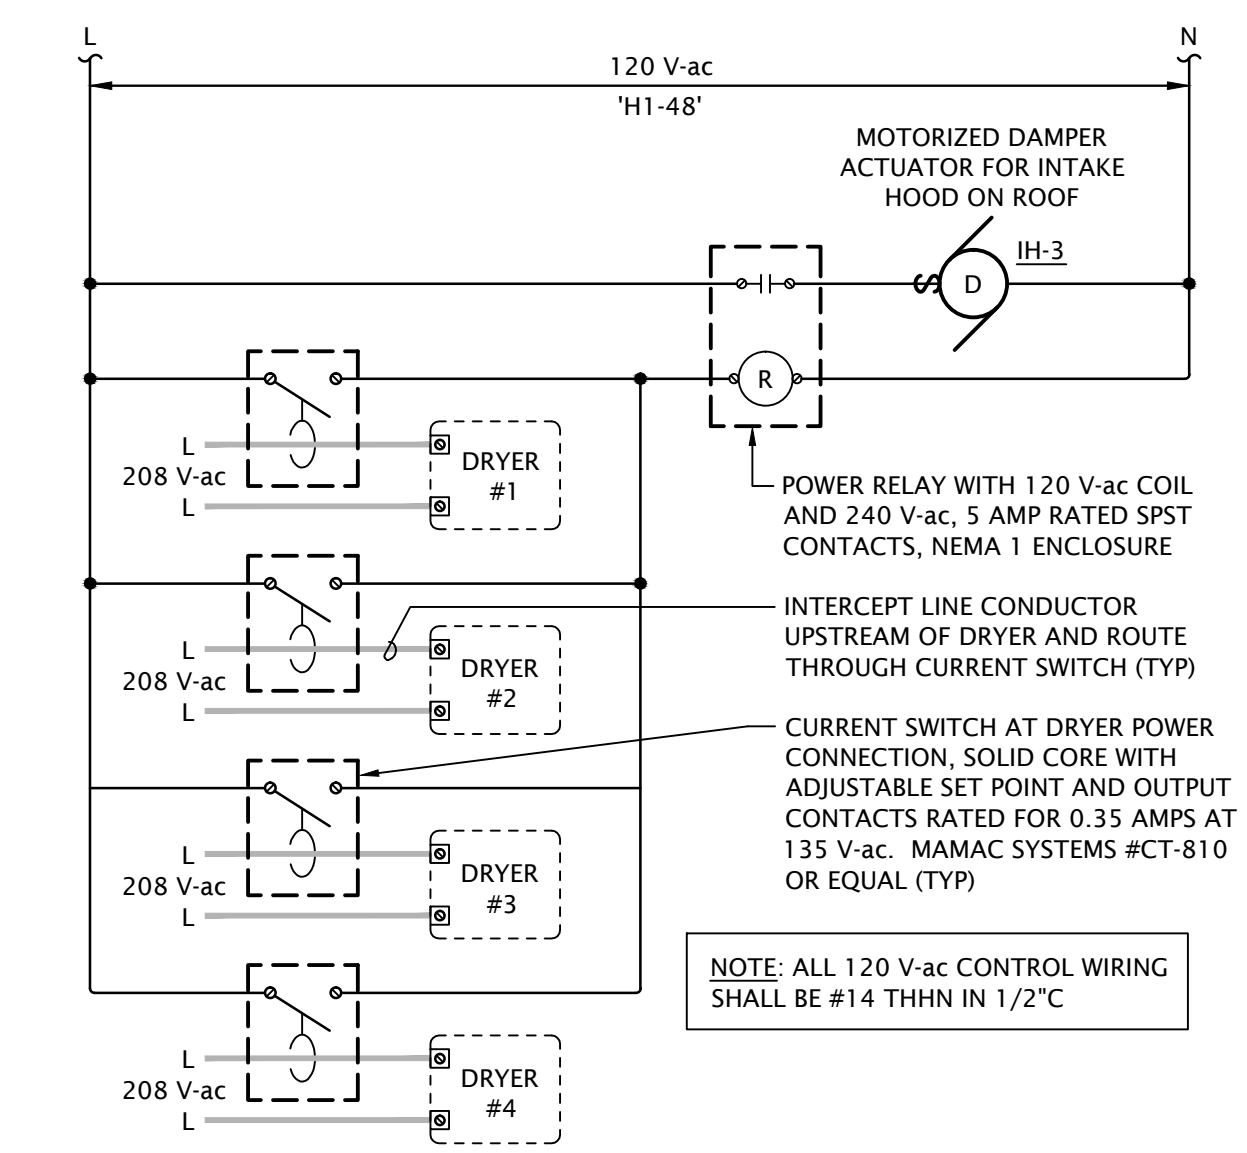 L
N
120 V-ac
'H1-48'
MOTORIZED DAMPER
ACTUATOR FOR INTAKE
HOOD ON ROOF
IH-3
D
R
L
208 V-ac
L
DRYER
#1
POWER RELAY WITH 120 V-ac COIL
AND 240 V-ac, 5 AMP RATED SPST
CONTACTS, NEMA 1 ENCLOSURE
L
208 V-ac
L
DRYER
#2
INTERCEPT LINE CONDUCTOR
UPSTREAM OF DRYER AND ROUTE
THROUGH CURRENT SWITCH (TYP)
CURRENT SWITCH AT DRYER POWER
CONNECTION, SOLID CORE WITH
ADJUSTABLE SET POINT AND OUTPUT
CONTACTS RATED FOR 0.35 AMPS AT
135 V-ac. MAMAC SYSTEMS #CT-810
OR EQUAL (TYP)
L
208 V-ac
L
DRYER
#3
NOTE: ALL 120 V-ac CONTROL WIRING
SHALL BE #14 THHN IN 1/2"C
L
208 V-ac
L
DRYER
#4